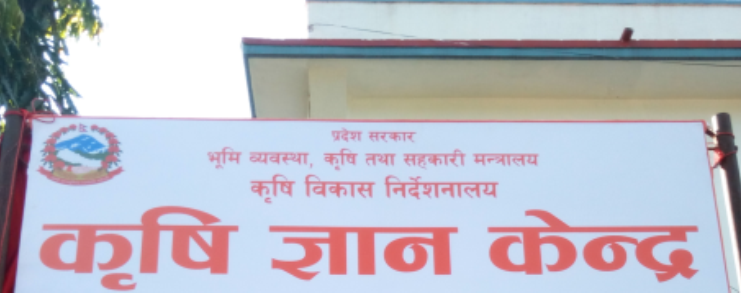 प्रदेश सरकार
भूमि व्यवस्था, कृषि तथा सहकारी मन्त्रालय
कृषि विकास निर्देशनालय
कृषि ज्ञान केन्द्र